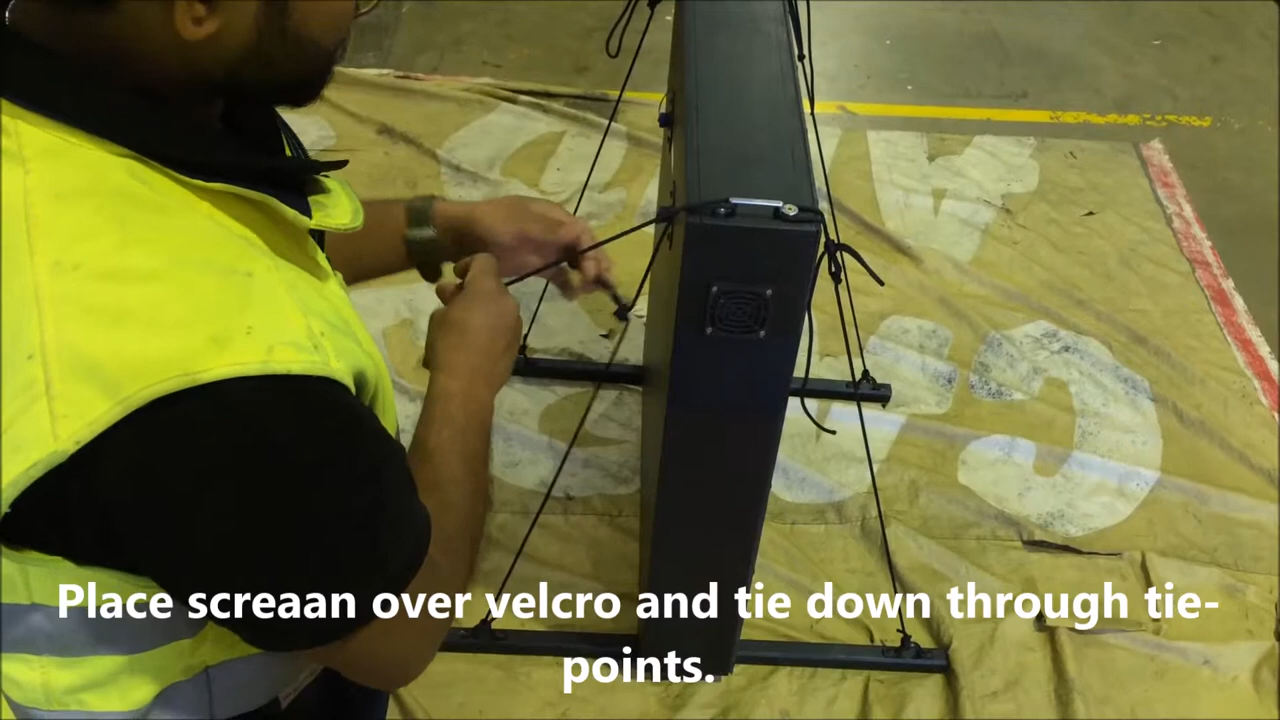 Place screaan over velcro and tie down through tie-
points.